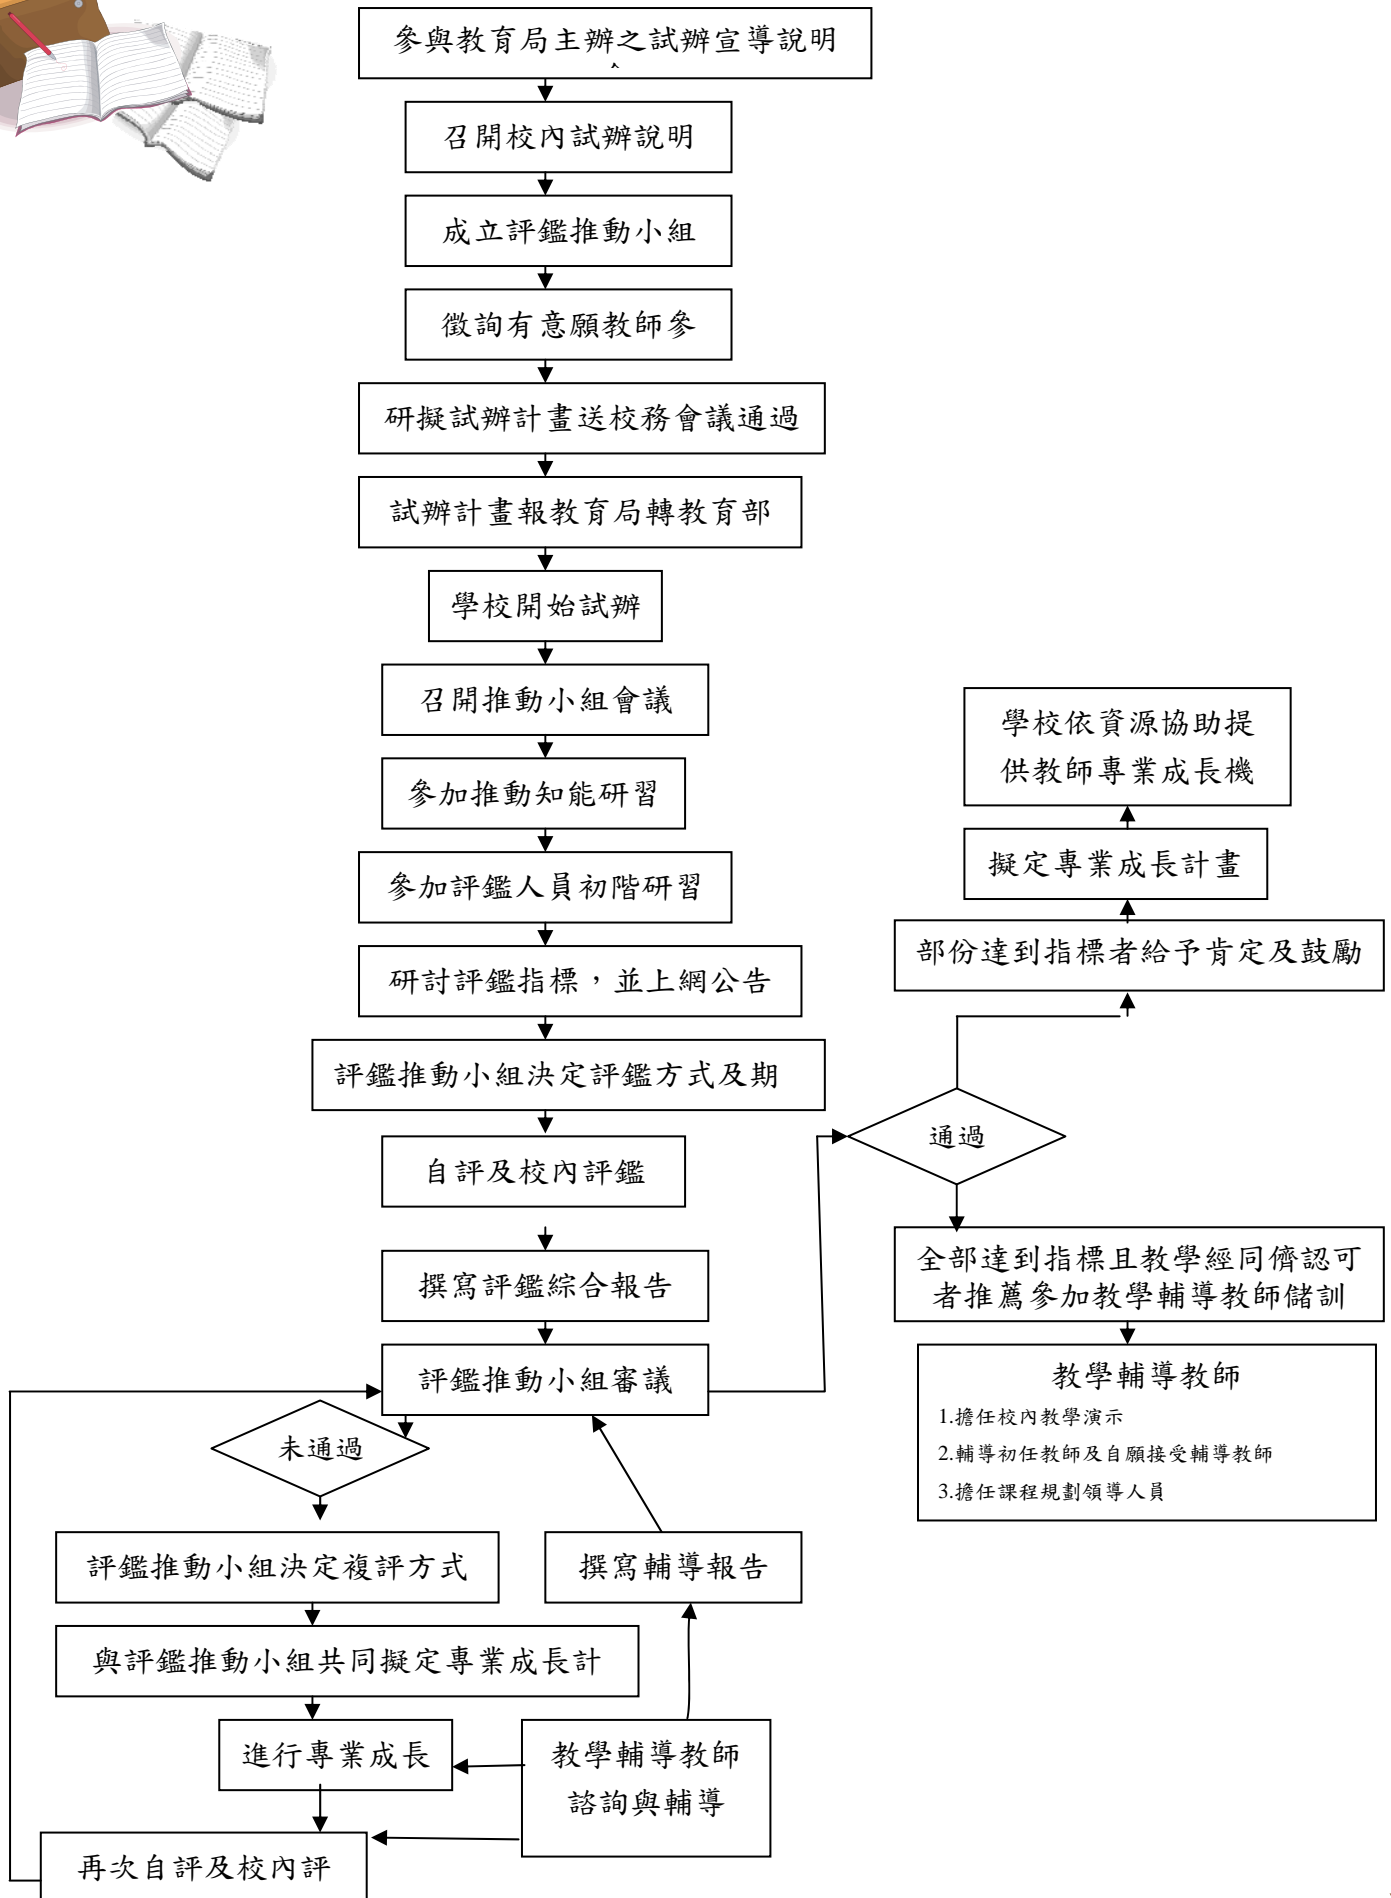 參與教育局主辦之試辦宣導說明
召開校內試辦說明
成立評鑑推動小組
徵詢有意願教師參
研擬試辦計畫送校務會議通過
試辦計畫報教育局轉教育部
學校開始試辦
召開推動小組會議
參加推動知能研習
參加評鑑人員初階研習
研討評鑑指標，並上網公告
評鑑推動小組決定評鑑方式及期
自評及校內評鑑
撰寫評鑑綜合報告
評鑑推動小組審議
未通過
評鑑推動小組決定複評方式
與評鑑推動小組共同擬定專業成長計
進行專業成長
再次自評及校內評
撰寫輔導報告
教學輔導教師
諮詢與輔導
學校依資源協助提
供教師專業成長機
擬定專業成長計畫
部份達到指標者給予肯定及鼓勵
通過
全部達到指標且教學經同儕認可
者推薦參加教學輔導教師儲訓
教學輔導教師
1.擔任校內教學演示
2.輔導初任教師及自願接受輔導教師
3.擔任課程規劃領導人員